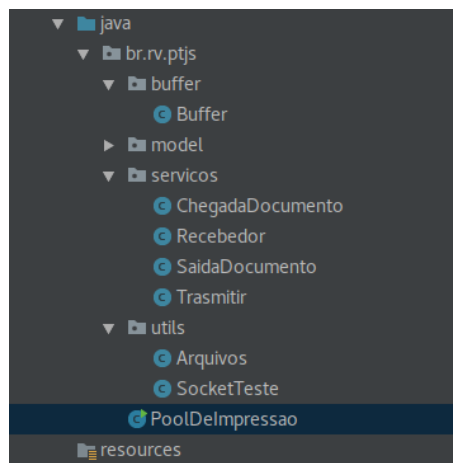 java
br.rv.ptjs
buffer
Buffer
model
servicos
ChegadaDocumento
Recebedor
SaidaDocumento
Trasmitir
utils
Arquivos
SocketTeste
PoolDeImpressao
resources